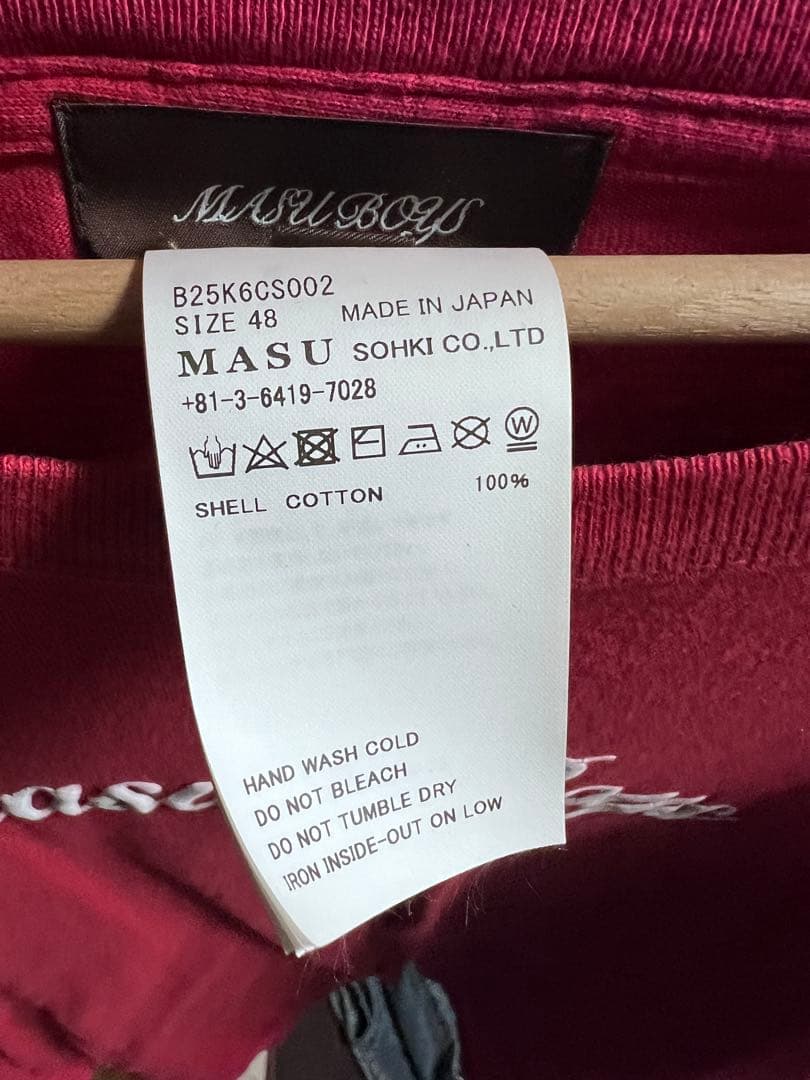 MASU BOYS
B25K6CS002
SIZE 48 MADE IN JAPAN
MASU SOHKI CO.,LTD
+81-3-6419-7028
W
SHELL COTTON 100%
HAND WASH COLD
DO NOT BLEACH
DO NOT TUMBLE DRY
IRON INSIDE-OUT ON LOW